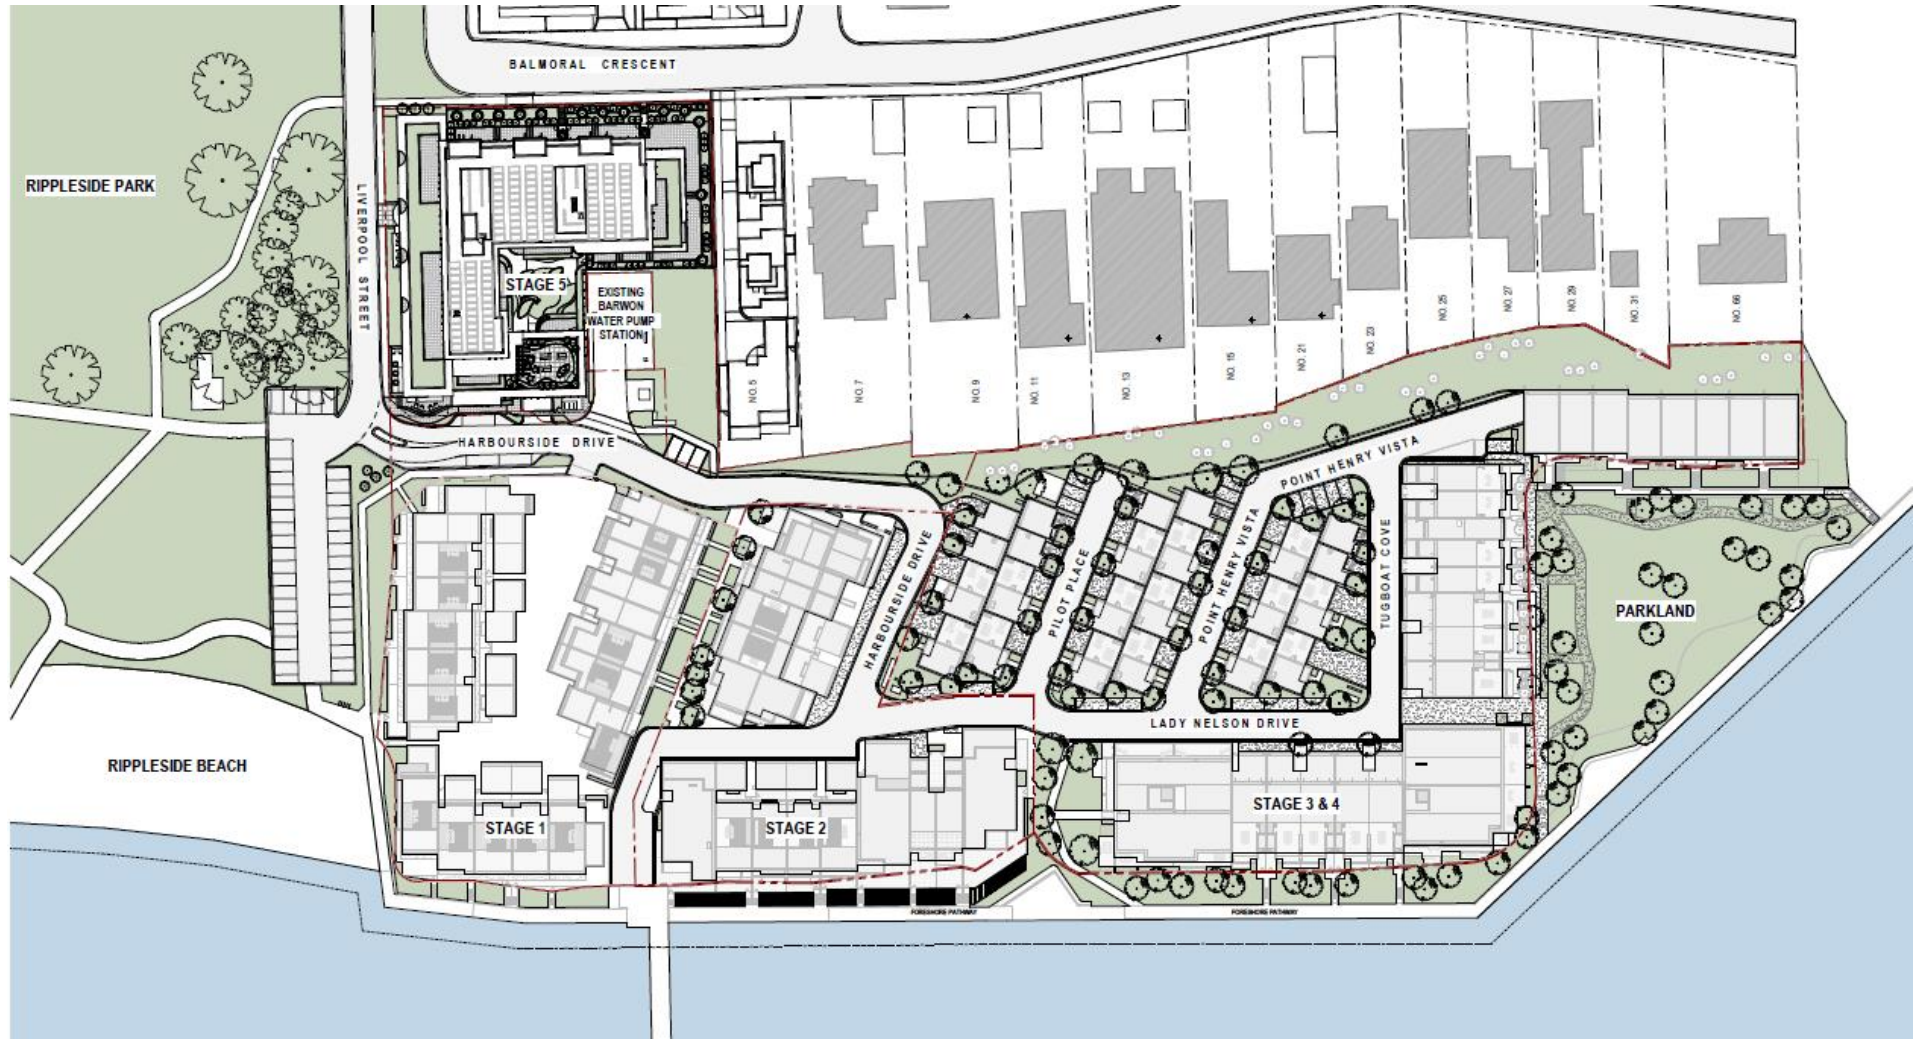 BALMORAL CRESCENT
RIPPLESIDE PARK
LIVERPOOL STREET
STAGE 5
EXISTING
BARWON
WATER PUMP
STATION
NO. 5
NO. 7
NO. 9
NO. 11
NO. 13
NO. 15
NO. 21
NO. 23
NO. 25
NO. 27
NO. 29
NO. 31
NO. 66
HARBOURSIDE DRIVE
POINT HENRY VISTA
HARBOURSIDE DRIVE
PILOT PLACE
POINT HENRY VISTA
TUGBOAT COVE
PARKLAND
LADY NELSON DRIVE
RIPPLESIDE BEACH
STAGE 1
STAGE 2
STAGE 3 & 4
FORESHORE PATHWAY
FORESHORE PATHWAY